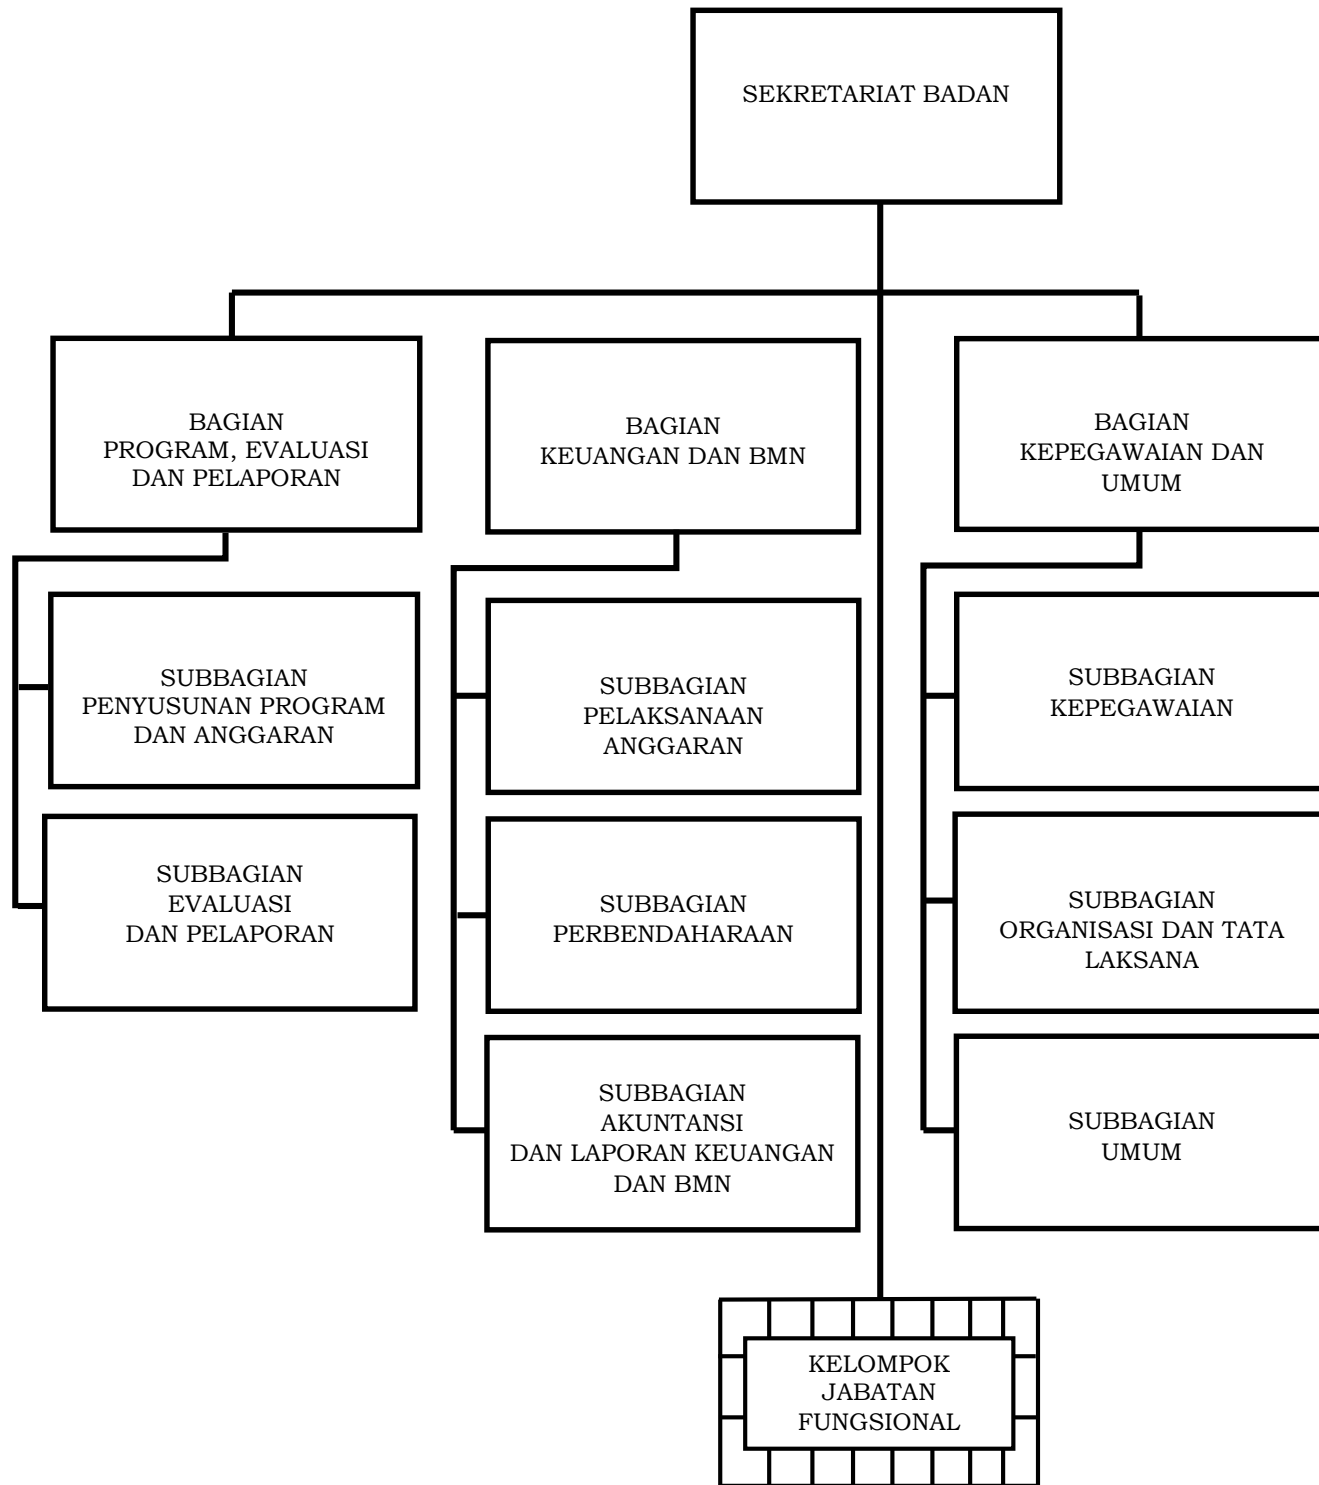 SEKRETARIAT BADAN
BAGIAN
PROGRAM, EVALUASI
DAN PELAPORAN
BAGIAN
KEUANGAN DAN BMN
BAGIAN
KEPEGAWAIAN DAN
UMUM
SUBBAGIAN
PENYUSUNAN PROGRAM
DAN ANGGARAN
SUBBAGIAN
PELAKSANAAN
ANGGARAN
SUBBAGIAN
KEPEGAWAIAN
SUBBAGIAN
EVALUASI
DAN PELAPORAN
SUBBAGIAN
PERBENDAHARAAN
SUBBAGIAN
ORGANISASI DAN TATA
LAKSANA
SUBBAGIAN
AKUNTANSI
DAN LAPORAN KEUANGAN
DAN BMN
SUBBAGIAN
UMUM
KELOMPOK
JABATAN
FUNGSIONAL